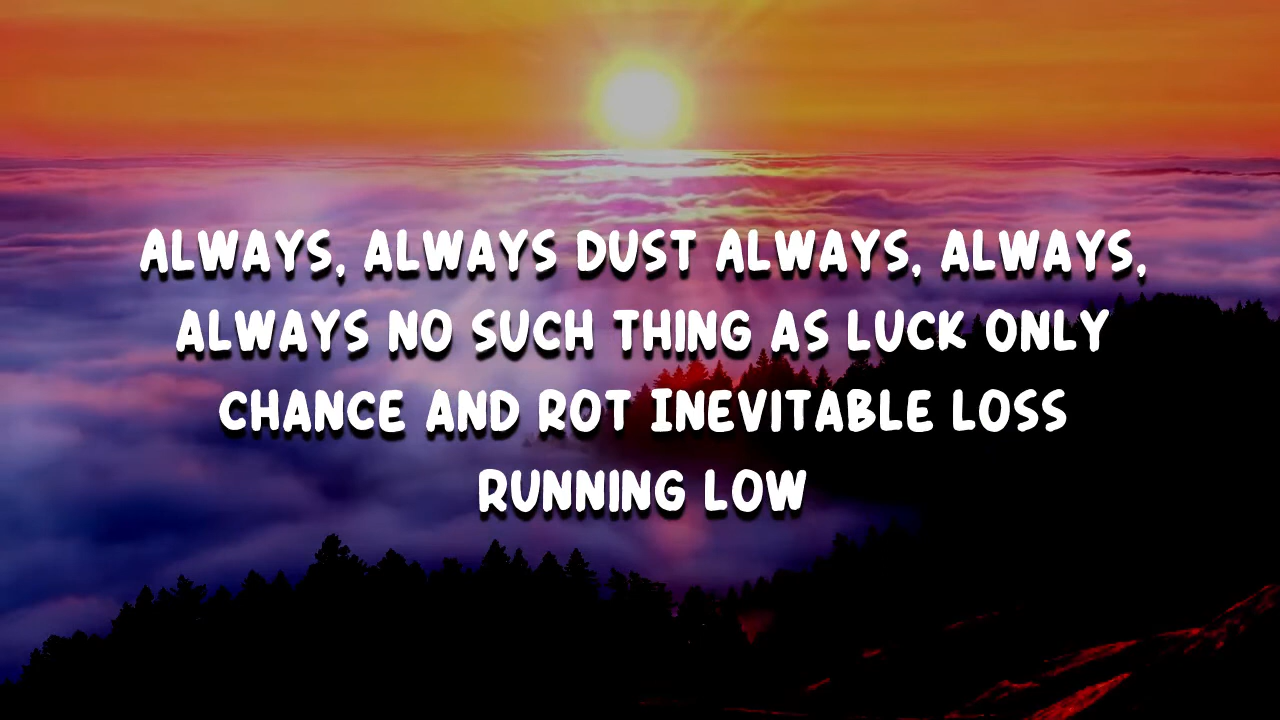 ALWAYS, ALWAYS DUST ALWAYS, ALWAYS,
ALWAYS NO SUCH THING AS LUCK ONLY
CHANCE AND ROT INEVITABLE LOSS
RUNNING LOW